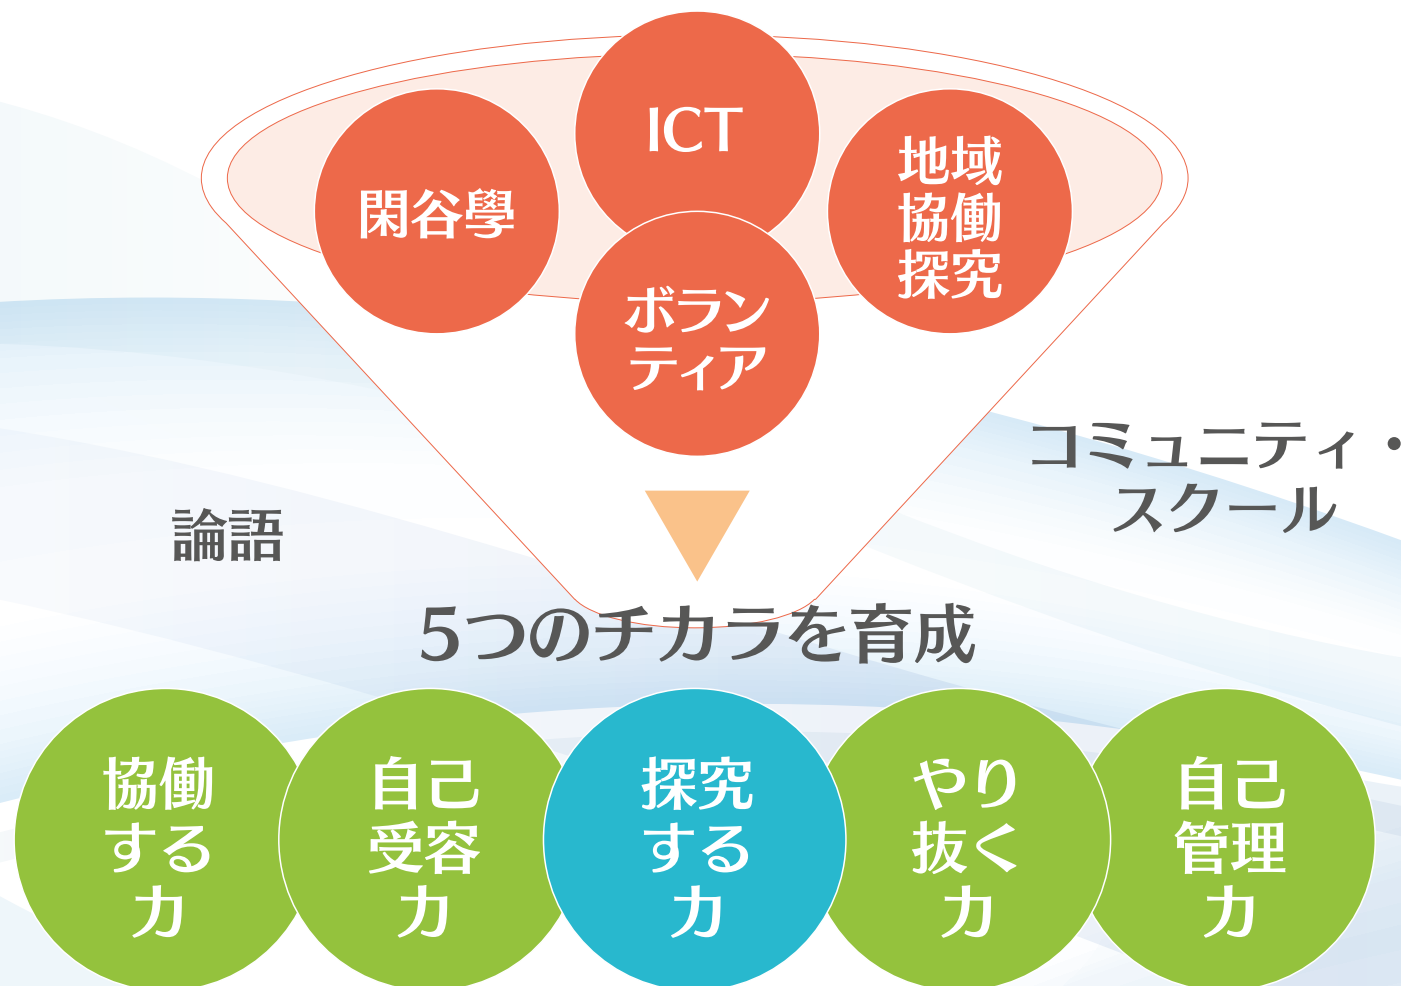 ICT
閑谷學
地域
協働
探究
ボラン
ティア
コミュニティ・
スクール
論語
5つのチカラを育成
協働
する
力
自己
受容
力
探究
する
力
やり
抜く
力
自己
管理
力